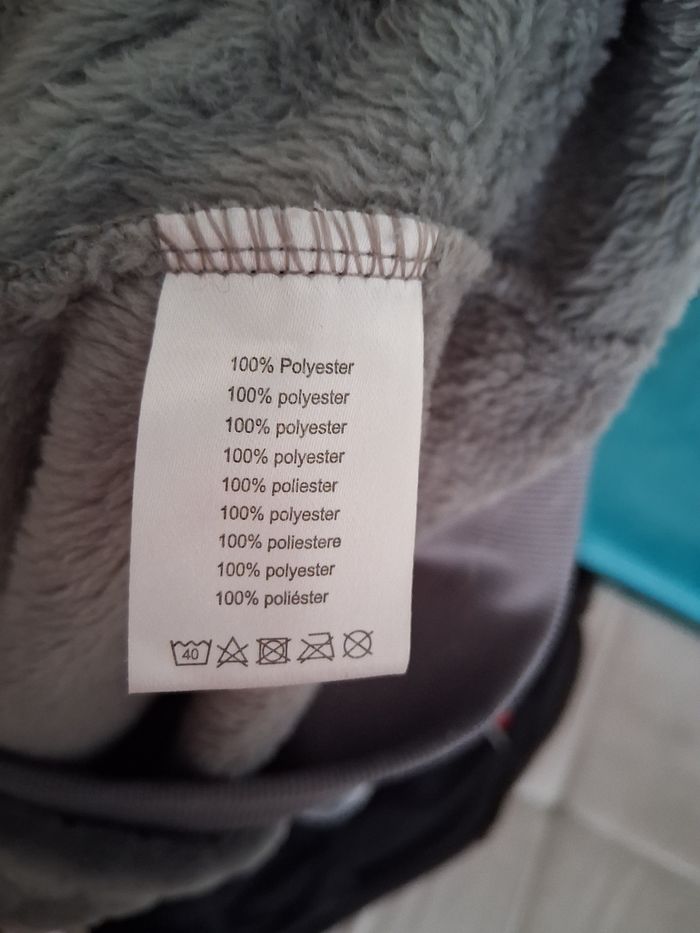 100% Polyester
100% polyester
100% polyester
100% polyester
100% poliester
100% polyester
100% poliestere
100% polyester
100% poliéster
40